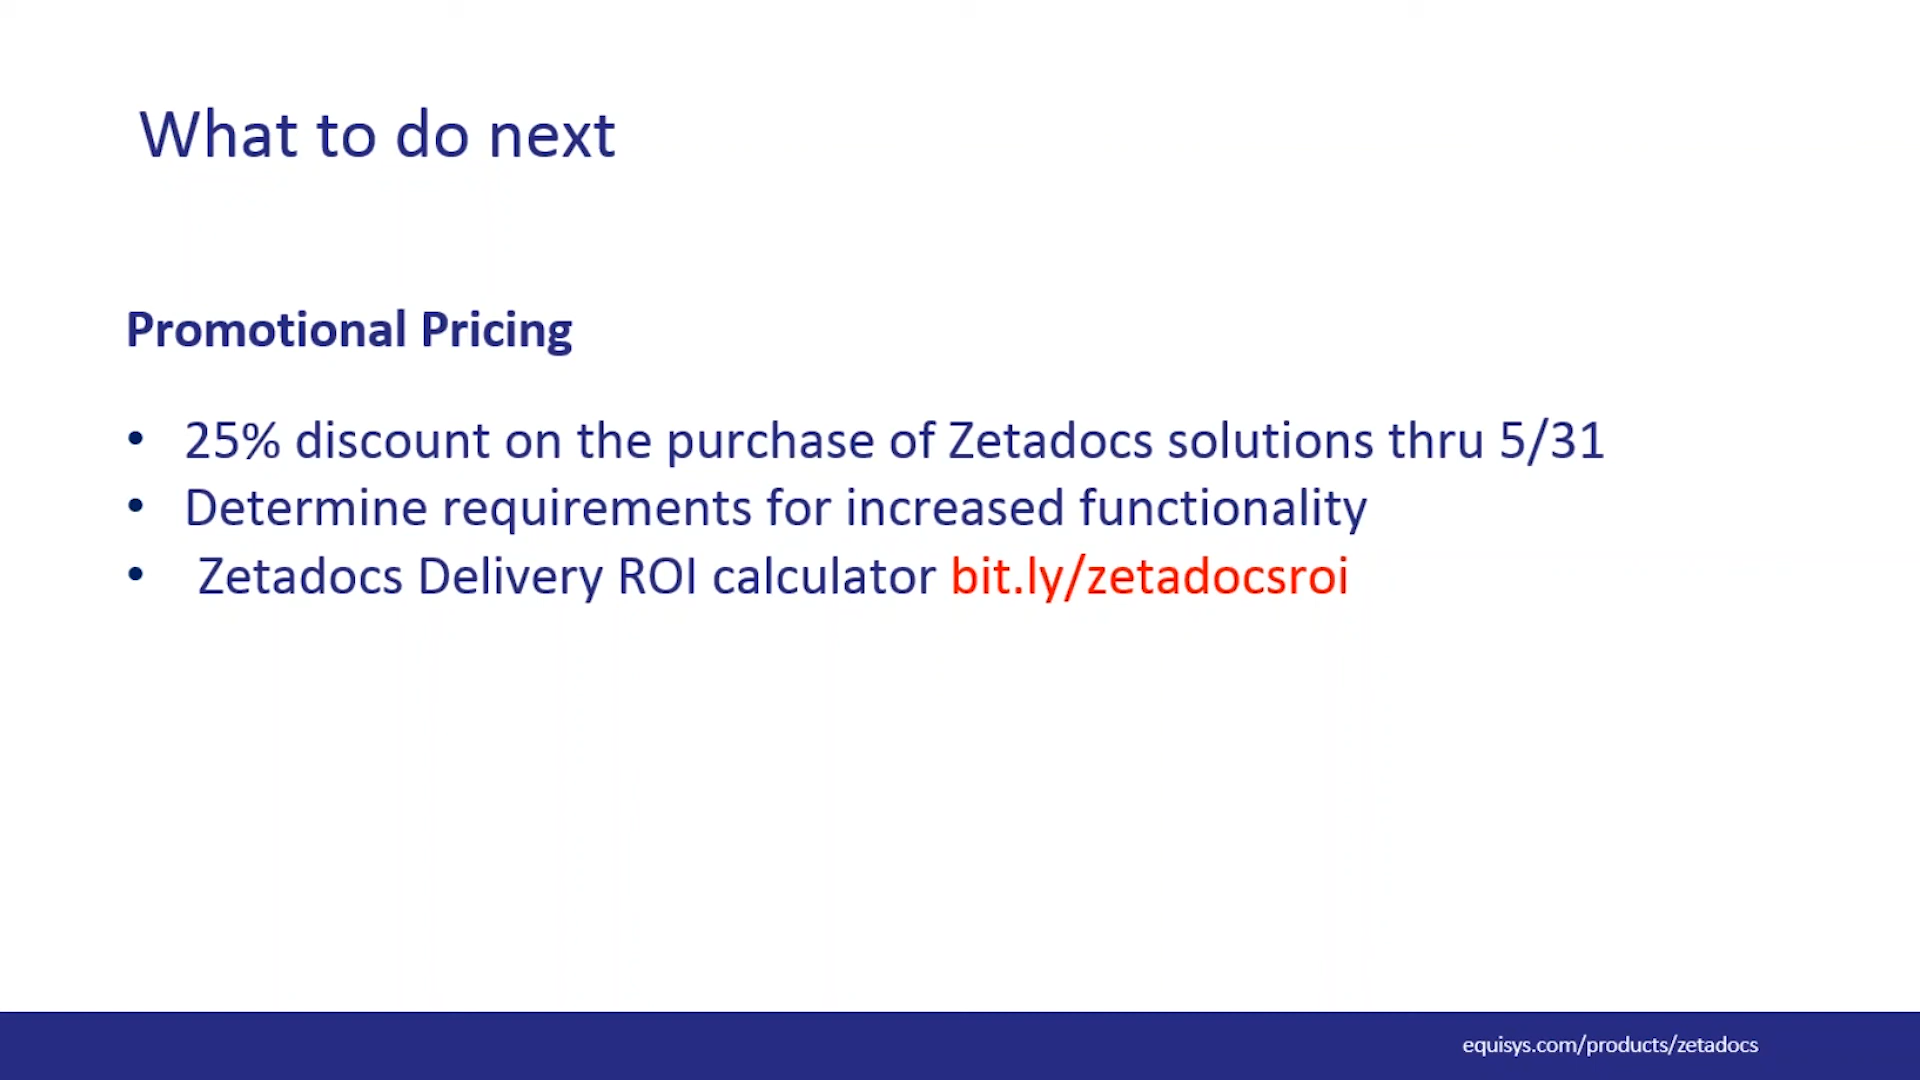 What to do next
Promotional Pricing
• 25% discount on the purchase of Zetadocs solutions thru 5/31
• Determine requirements for increased functionality
• Zetadocs Delivery ROI calculator bit.ly/zetadocsroi
equisys.com/products/zetadocs